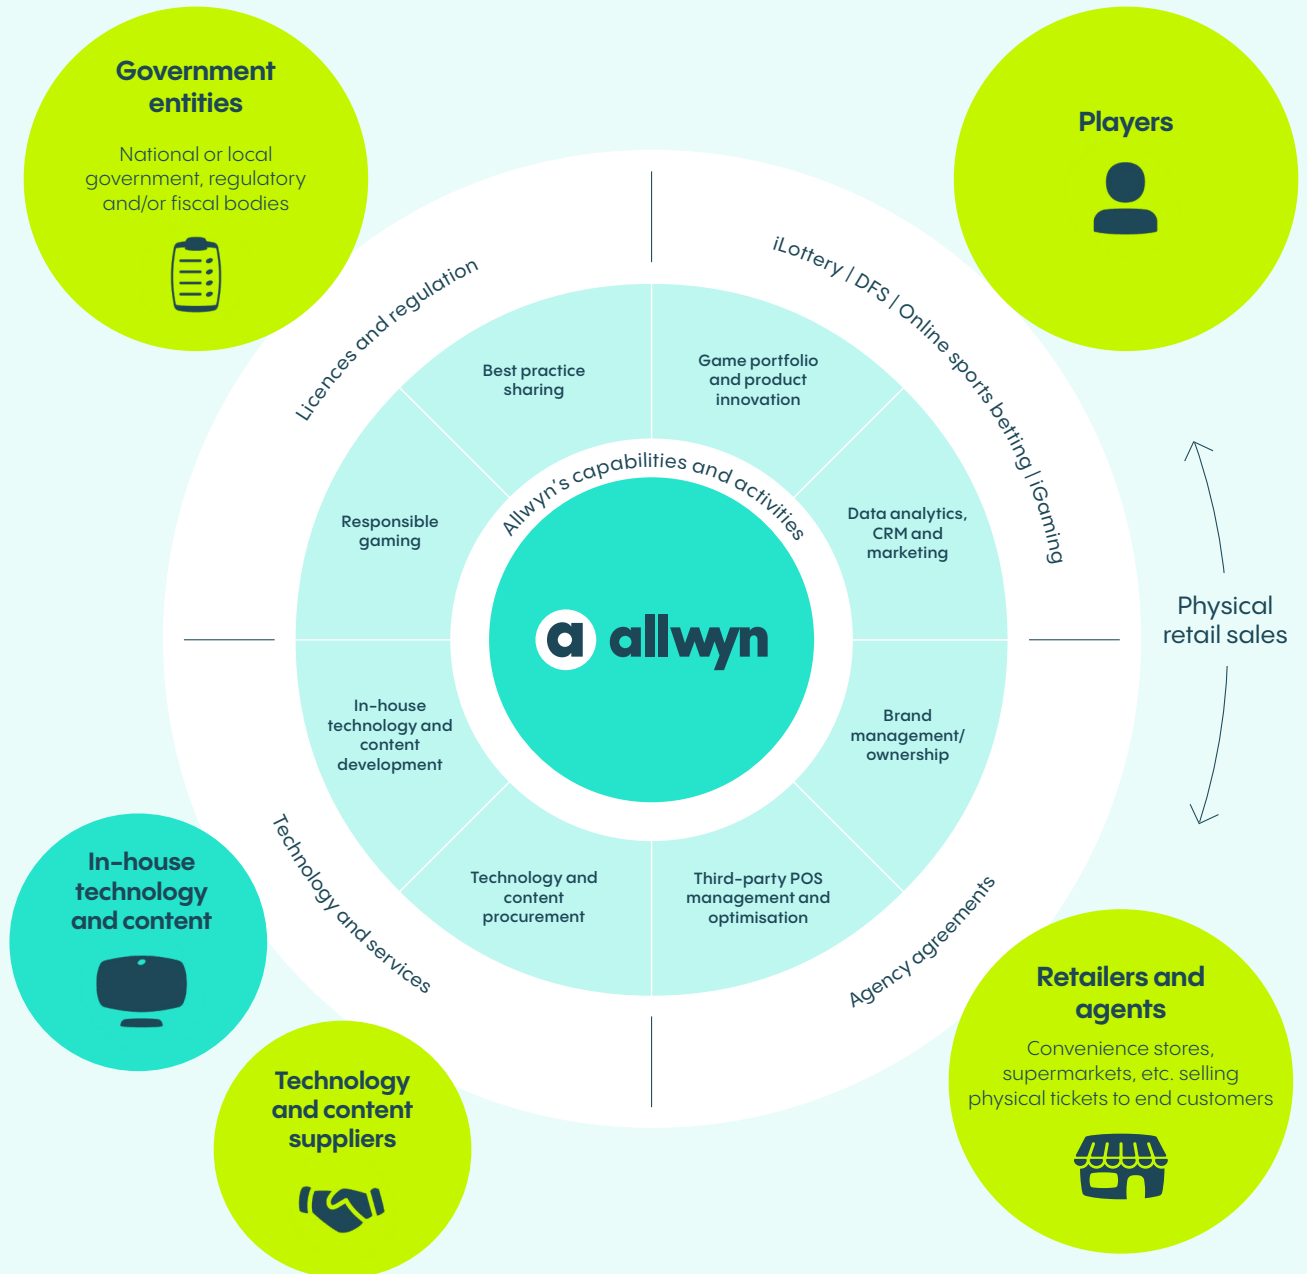 Government
entities
National or local
government, regulatory
and/or fiscal bodies
Players
Licences and regulation
iLottery | DFS | Online sports betting | iGaming
Best practice
sharing
Game portfolio
and product
innovation
Allwyn's capabilities and activities
Responsible
gaming
Data analytics,
CRM and
marketing
a allwyn
Physical
retail sales
In-house
technology and
content
development
Brand
management/
ownership
Technology and
content
procurement
Third-party POS
management and
optimisation
Technology and services
Agency agreements
In-house
technology
and content
Technology
and content
suppliers
Retailers and
agents
Convenience stores,
supermarkets, etc. selling
physical tickets to end customers